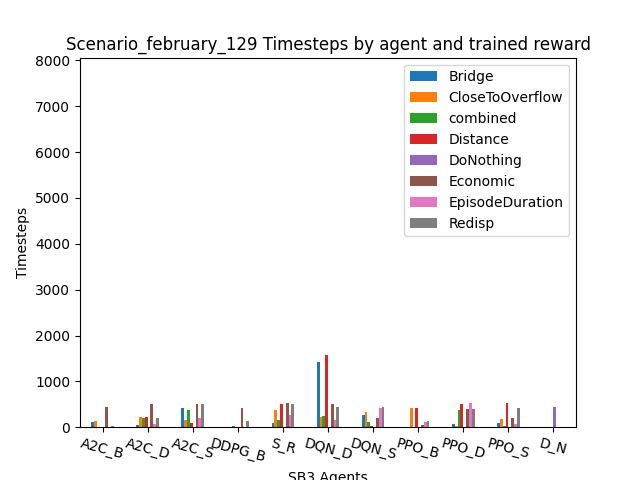 Scenario_february_129 Timesteps by agent and trained reward
8000
7000
6000
5000
4000
3000
2000
1000
0
Timesteps
Bridge
CloseToOverflow
combined
Distance
DoNothing
Economic
EpisodeDuration
Redisp
A2C_B
A2C_D
A2C_S
DDPG_B
S_R
DQN_D
DQN_S
PPO_B
PPO_D
PPO_S
D_N
SB3 Agents